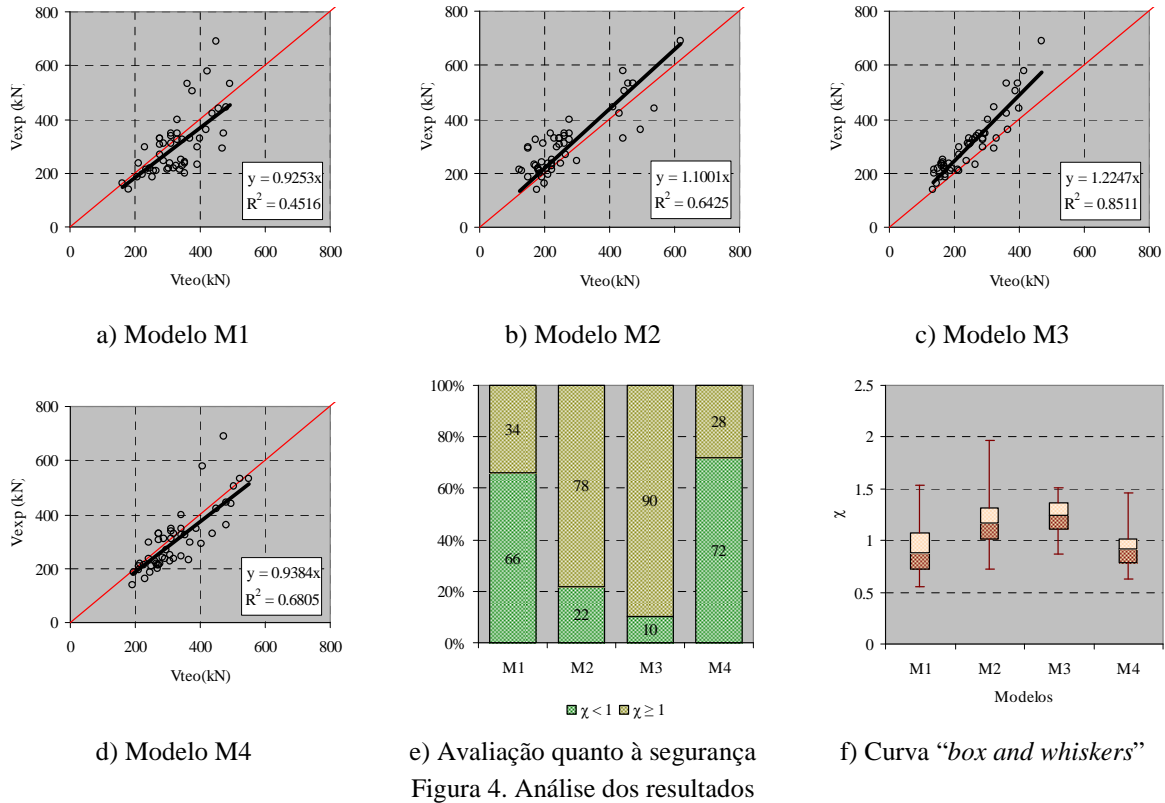 800
600
400
200
0
Vexp (kN)
y = 0.9253x
R² = 0.4516
0 200 400 600 800
Vteo(kN)
a) Modelo M1
800
600
400
200
0
Vexp (kN)
y = 1.1001x
R² = 0.6425
0 200 400 600 800
Vteo(kN)
b) Modelo M2
800
600
400
200
0
Vexp (kN)
y = 1.2247x
R² = 0.8511
0 200 400 600 800
Vteo(kN)
c) Modelo M3
800
600
400
200
0
Vexp (kN)
y = 0.9384x
R² = 0.6805
0 200 400 600 800
Vteo(kN)
d) Modelo M4
100%
80%
60%
40%
20%
0%
34 78 90 28
66 22 10 72
M1 M2 M3 M4
χ < 1 χ ≥ 1
e) Avaliação quanto à segurança
2.5
2
1.5
1
0.5
0
χ
M1 M2 M3 M4
Modelos
f) Curva “box and whiskers”
Figura 4. Análise dos resultados